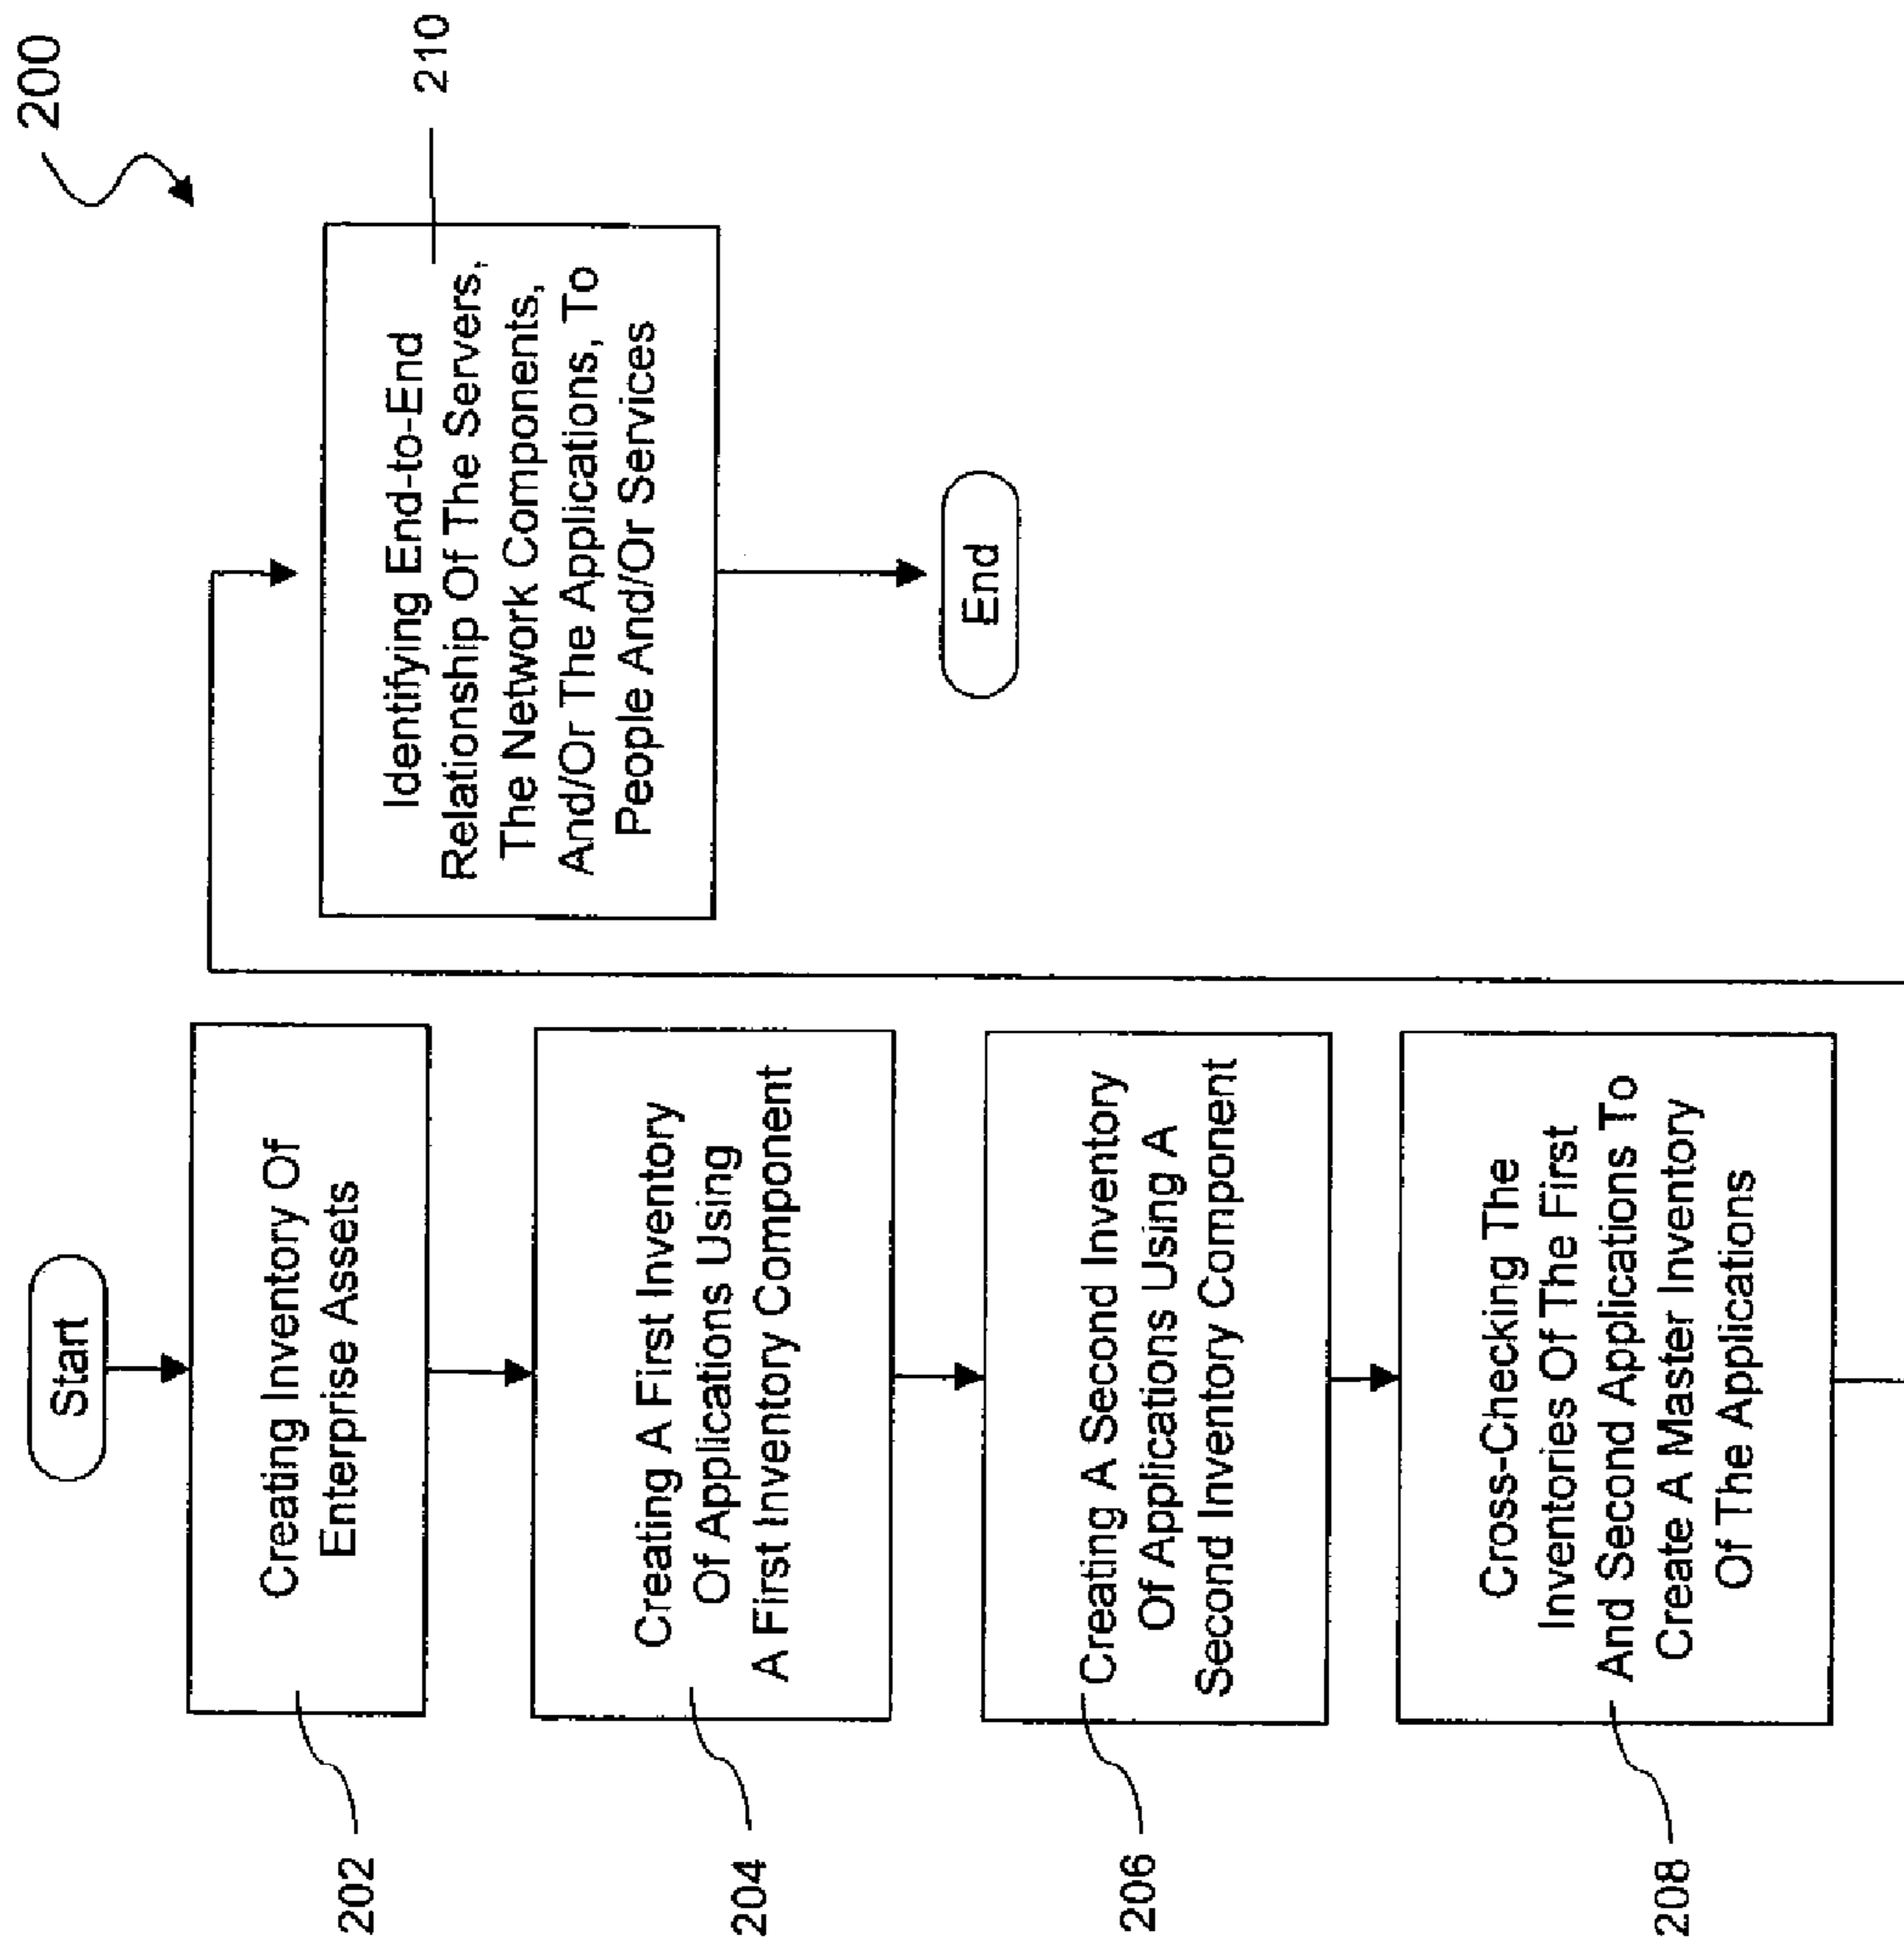 200
Start
Creating Inventory Of
Enterprise Assets
202
Creating A First Inventory
Of Applications Using
A First Inventory Component
204
Creating A Second Inventory
Of Applications Using A
Second Inventory Component
206
Cross-Checking The
Inventories Of The First
And Second Applications To
Create A Master Inventory
Of The Applications
208
Identifying End-to-End
Relationship Of The Servers,
The Network Components,
And/Or The Applications, To
People And/Or Services
210
End